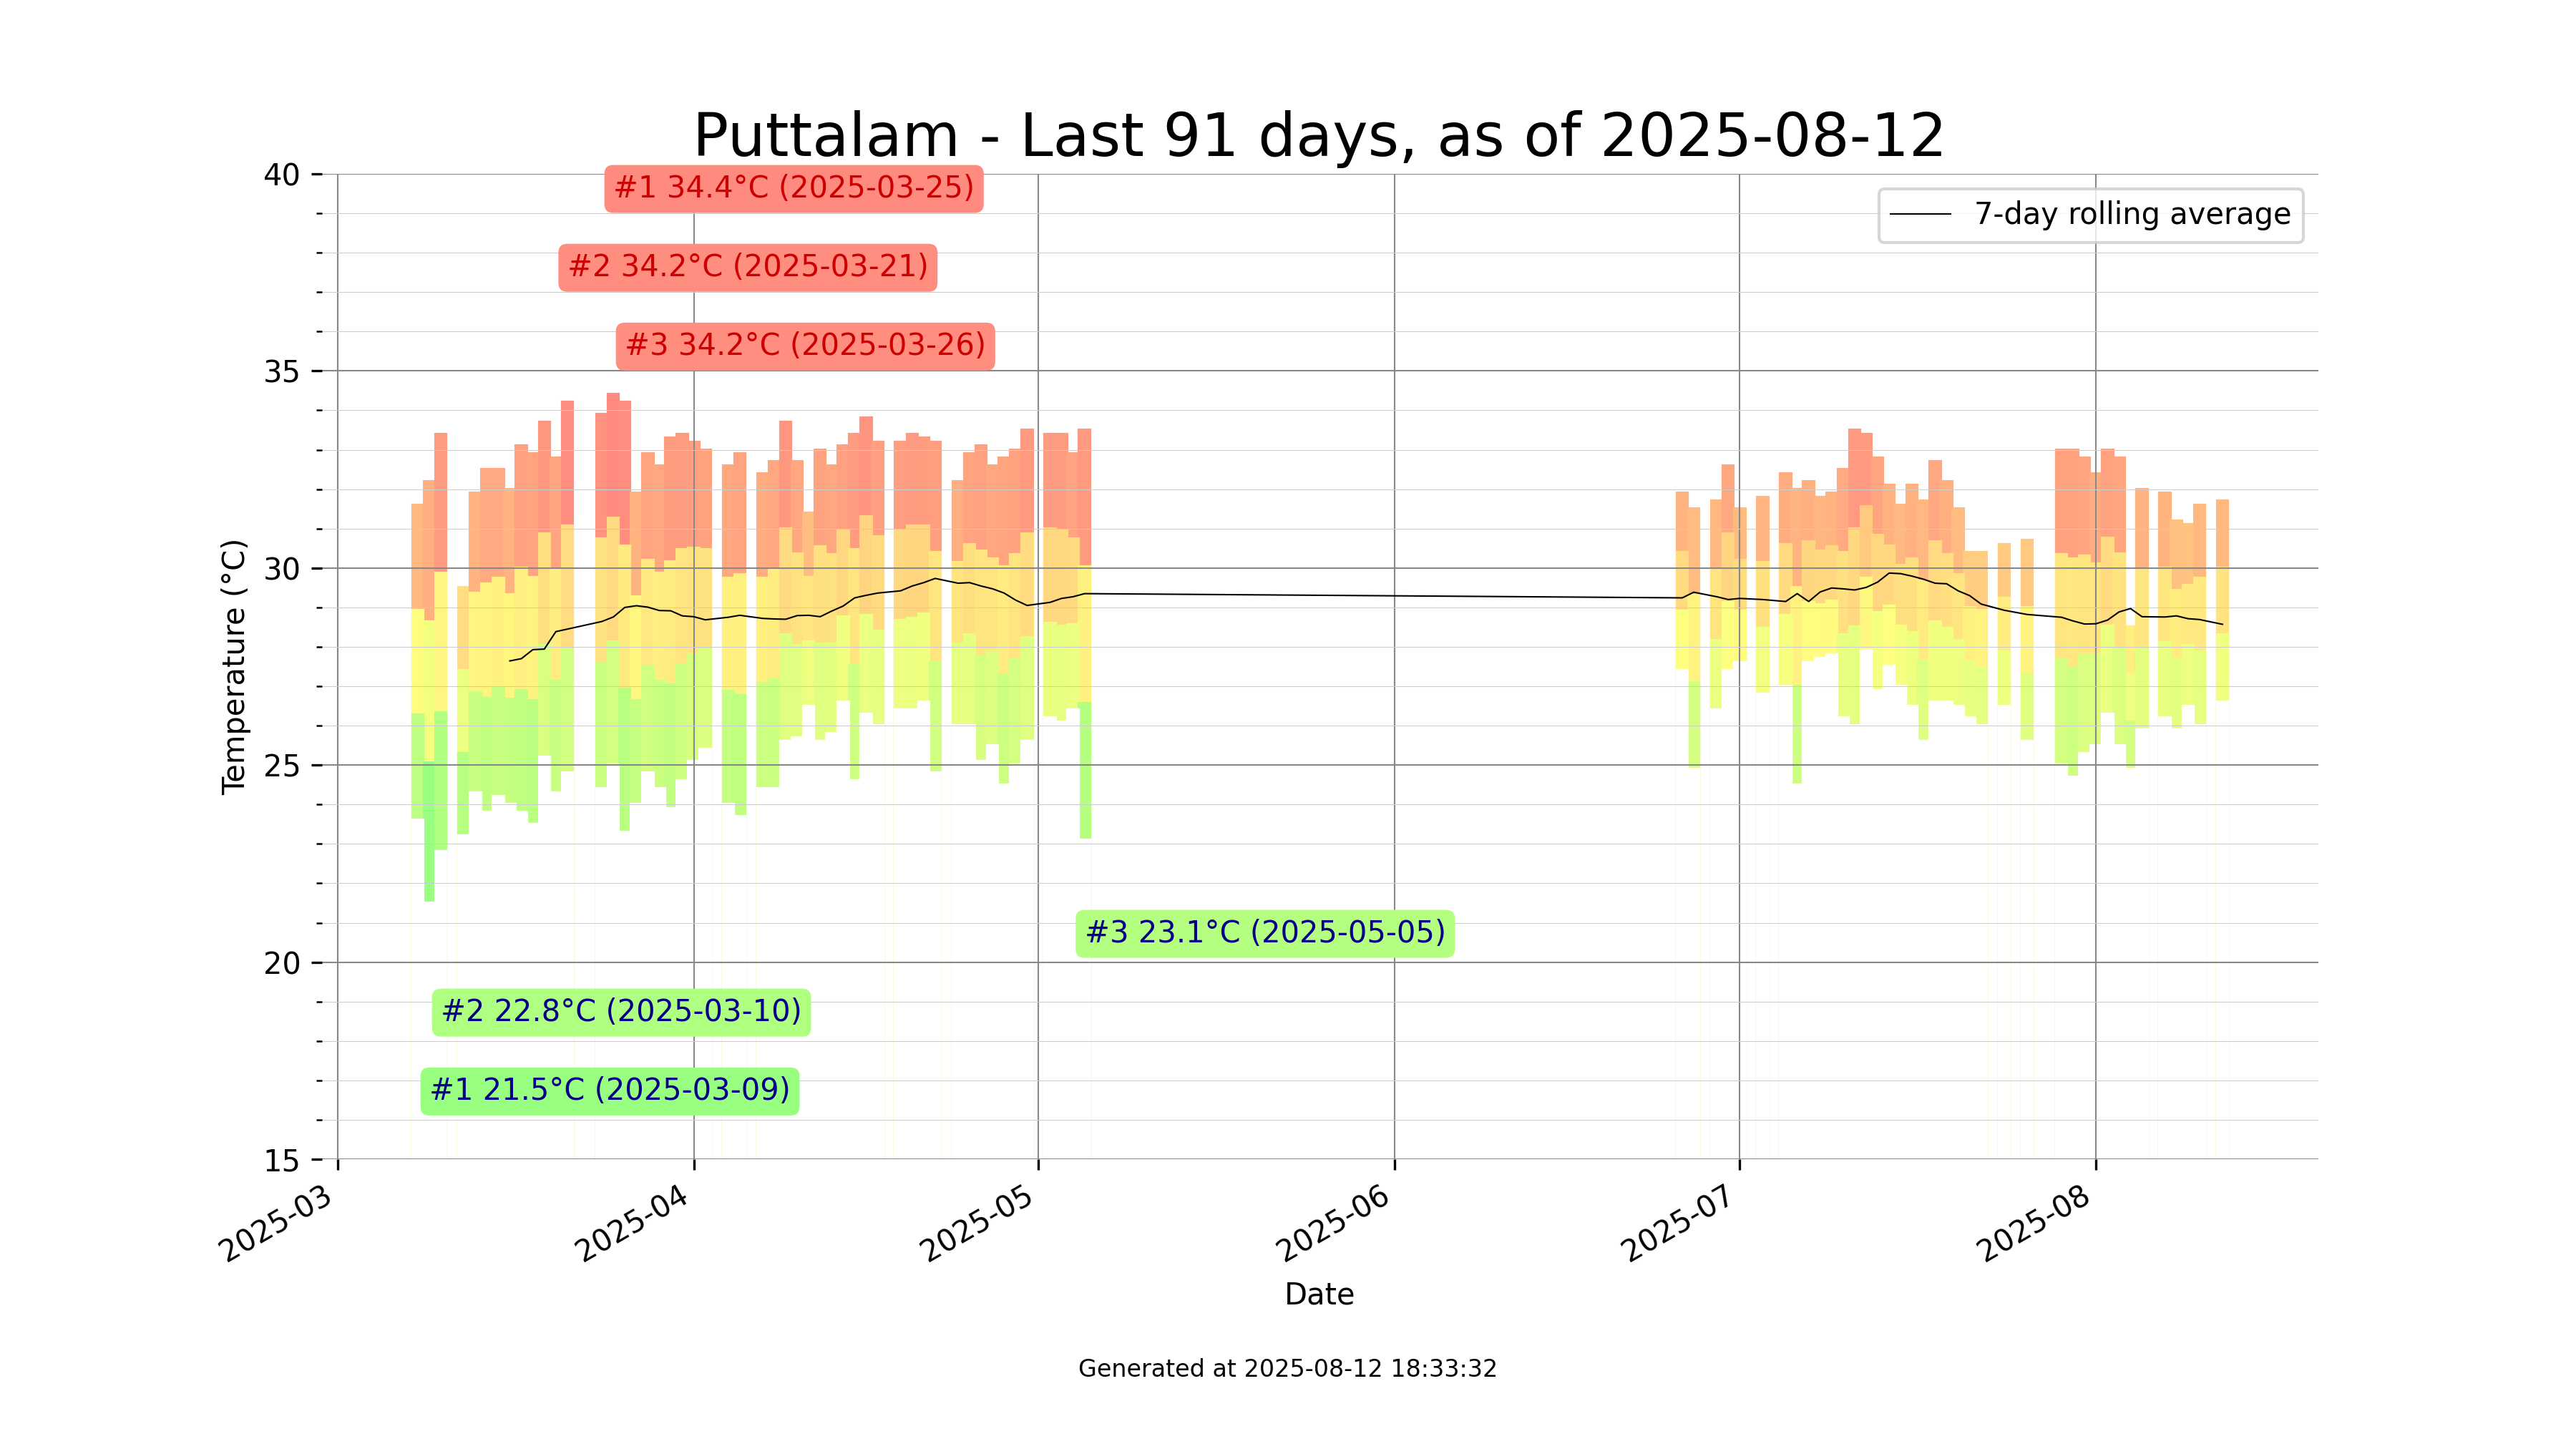 Puttalam - Last 91 days, as of 2025-08-12
40
35
30
25
20
15
Temperature (°C)
#1 34.4°C (2025-03-25)
#2 34.2°C (2025-03-21)
#3 34.2°C (2025-03-26)
7-day rolling average
#3 23.1°C (2025-05-05)
#2 22.8°C (2025-03-10)
#1 21.5°C (2025-03-09)
2025-03
2025-04
2025-05
2025-06
2025-07
2025-08
Date
Generated at 2025-08-12 18:33:32